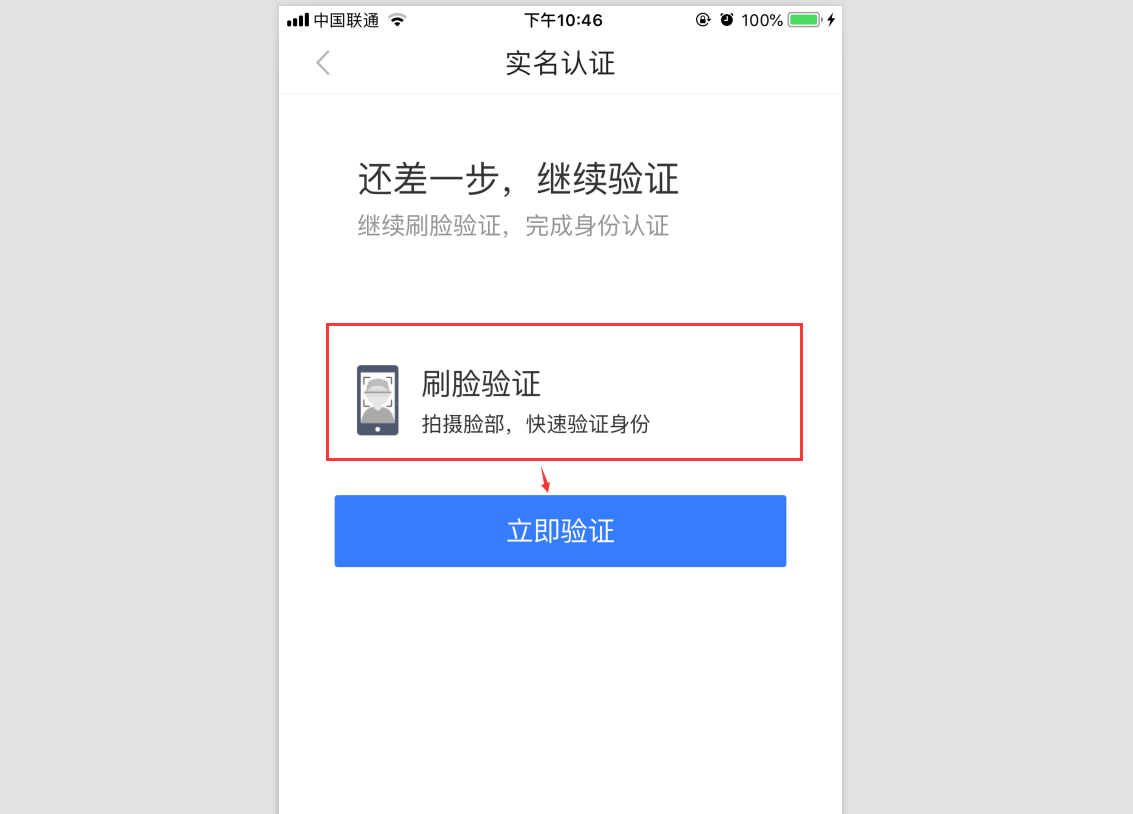 中国联通 下午10:46 100%
实名认证
还差一步，继续验证
继续刷脸验证，完成身份认证
刷脸验证
拍摄脸部，快速验证身份
立即验证